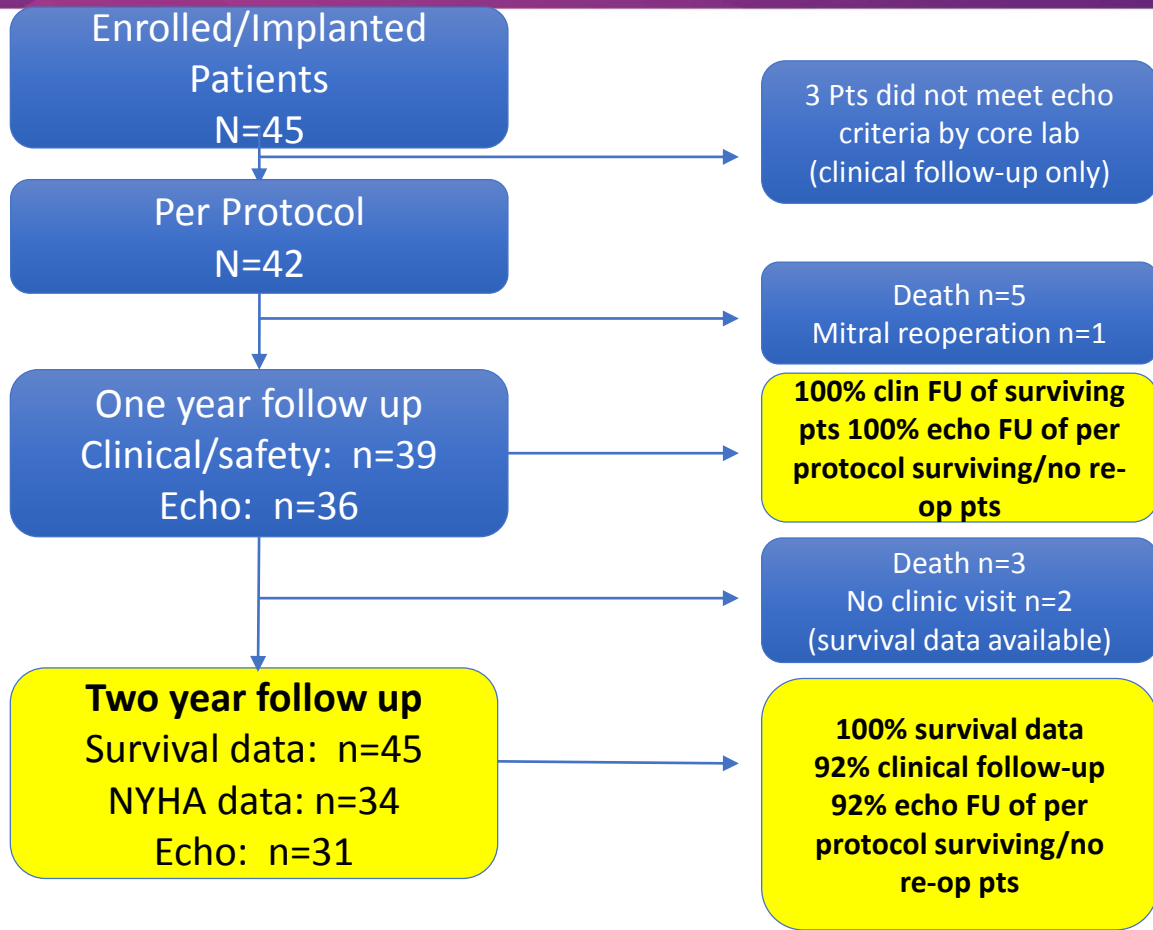 Enrolled/Implanted
Patients
N=45
3 Pts did not meet echo
criteria by core lab
(clinical follow-up only)
Per Protocol
N=42
Death n=5
Mitral reoperation n=1
One year follow up
Clinical/safety: n=39
Echo: n=36
100% clin FU of surviving
pts 100% echo FU of per
protocol surviving/no re-
op pts
Death n=3
No clinic visit n=2
(survival data available)
Two year follow up
Survival data: n=45
NYHA data: n=34
Echo: n=31
100% survival data
92% clinical follow-up
92% echo FU of per
protocol surviving/no
re-op pts